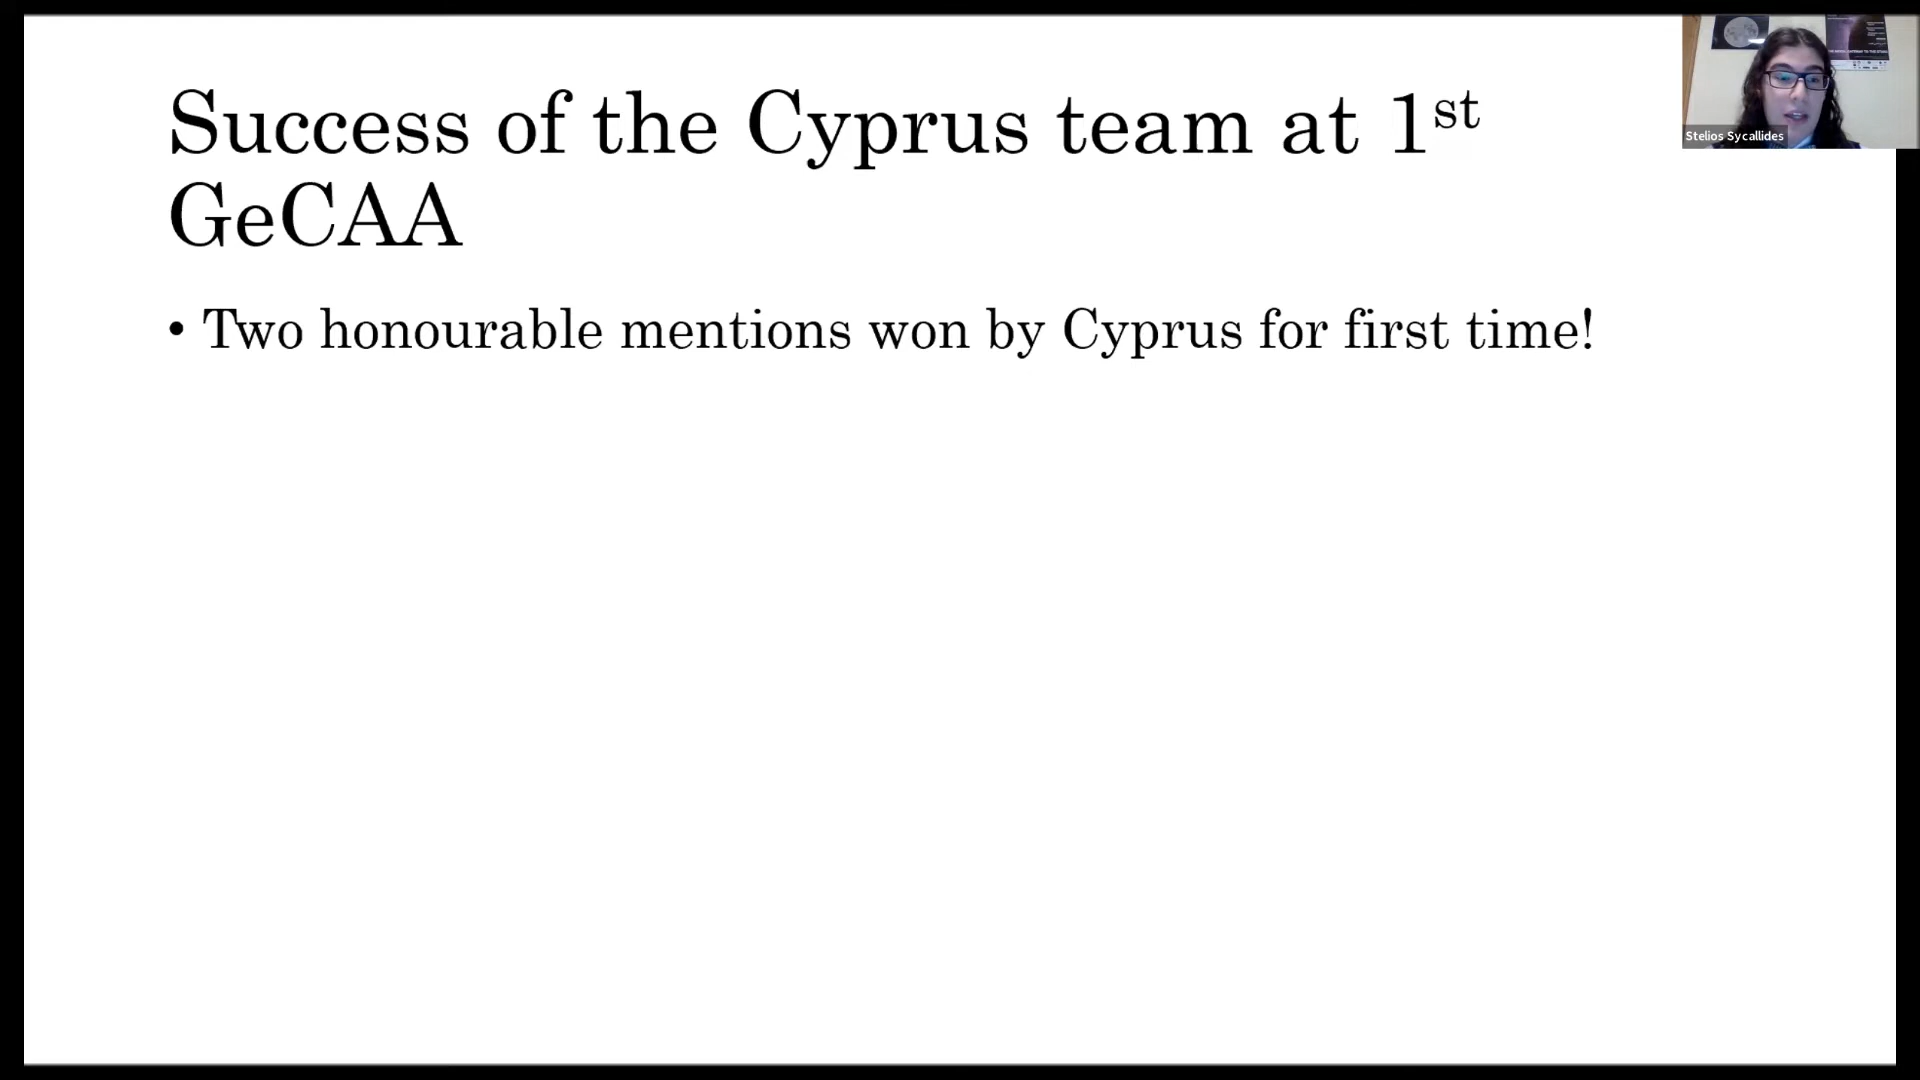 Success of the Cyprus team at 1st
GeCAA
• Two honourable mentions won by Cyprus for first time!
Stelios Sycallides